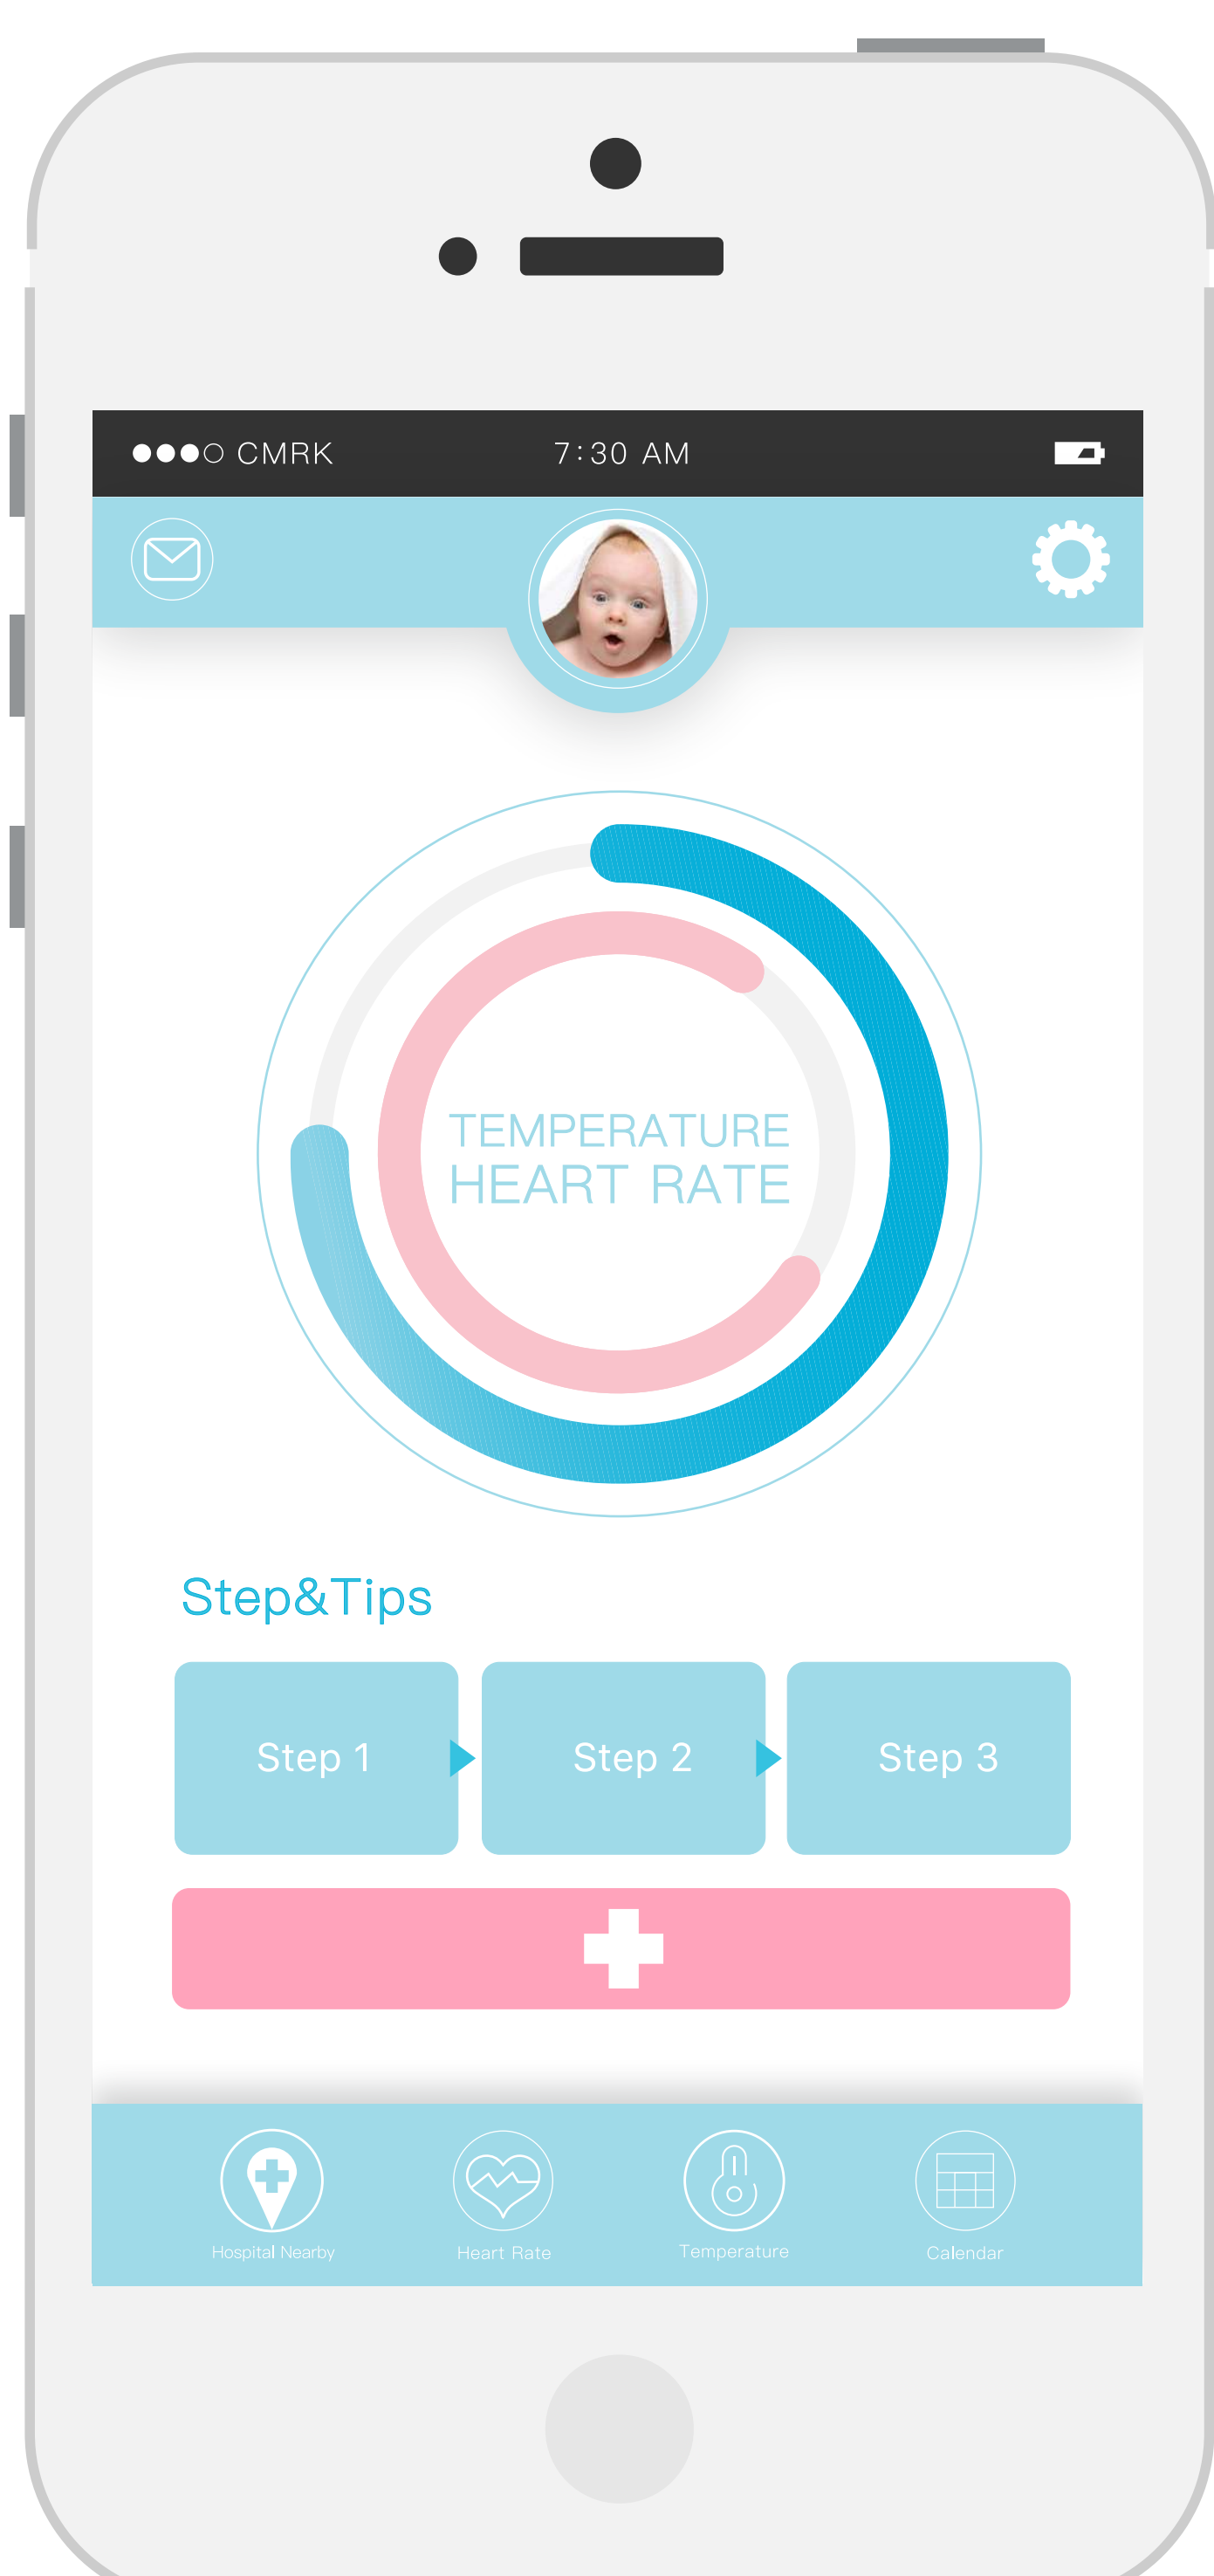 CMRK
7:30 AM
TEMPERATURE
HEART RATE
Step&Tips
Step 1
Step 2
Step 3
Hospital Nearby
Heart Rate
Temperature
Calendar